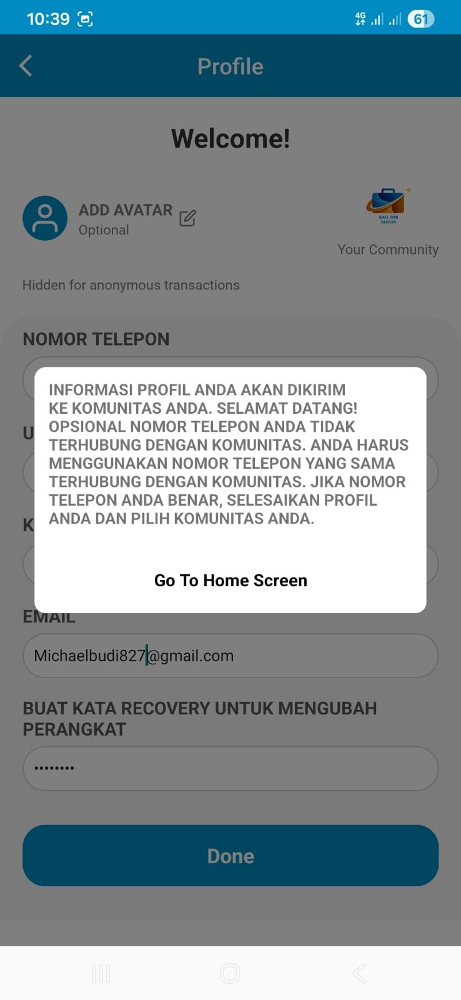 10:39
4G
61
Profile
Welcome!
ADD AVATAR
Optional
BALI JOB
SEEKER
Your Community
Hidden for anonymous transactions
NOMOR TELEPON
INFORMASI PROFIL ANDA AKAN DIKIRIM
KE KOMUNITAS ANDA. SELAMAT DATANG!
OPSIONAL NOMOR TELEPON ANDA TIDAK
TERHUBUNG DENGAN KOMUNITAS. ANDA HARUS
MENGGUNAKAN NOMOR TELEPON YANG SAMA
TERHUBUNG DENGAN KOMUNITAS. JIKA NOMOR
TELEPON ANDA BENAR, SELESAIKAN PROFIL
ANDA DAN PILIH KOMUNITAS ANDA.
Go To Home Screen
EMAIL
Michaelbudi827@gmail.com
BUAT KATA RECOVERY UNTUK MENGUBAH
PERANGKAT
••••••••
Done